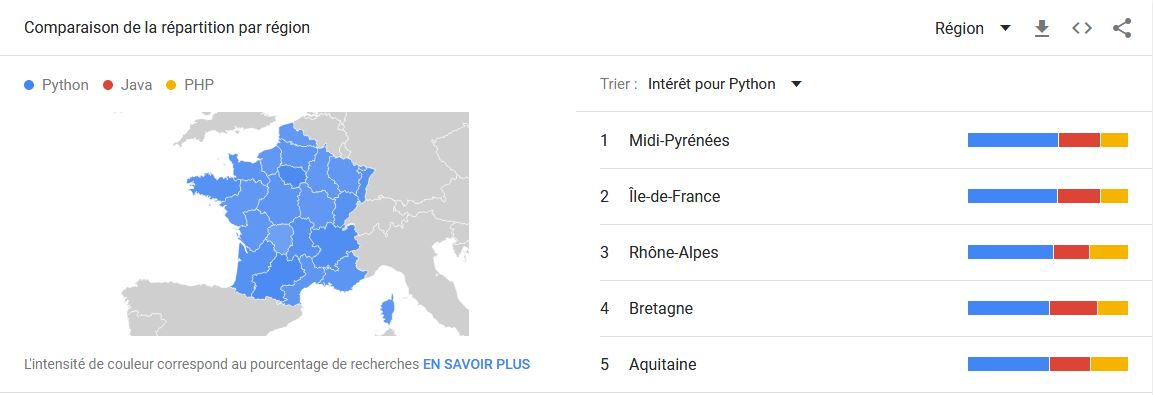 Comparaison de la répartition par région
Région
Python Java PHP
Trier : Intérêt pour Python
1 Midi-Pyrénées
2 Île-de-France
3 Rhône-Alpes
4 Bretagne
5 Aquitaine
L'intensité de couleur correspond au pourcentage de recherches EN SAVOIR PLUS